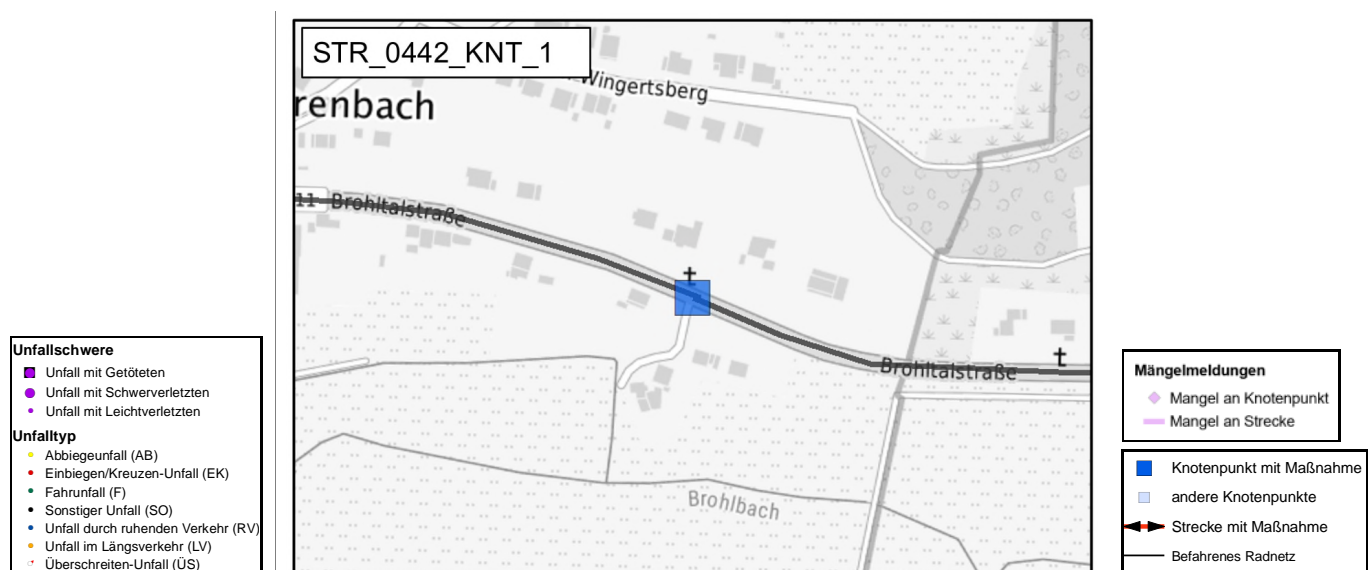 STR_0442_KNT_1
Wingertsberg
renbach
11 Brohltalstraße
Brohltalstraße
Brohlbach
Unfallschwere
Unfall mit Getöteten
Unfall mit Schwerverletzten
Unfall mit Leichtverletzten
Unfalltyp
Abbiegeunfall (AB)
Einbiegen/Kreuzen-Unfall (EK)
Fahrunfall (F)
Sonstiger Unfall (SO)
Unfall durch ruhenden Verkehr (RV)
Unfall im Längsverkehr (LV)
Überschreiten-Unfall (ÜS)
Mängelmeldungen
Mangel an Knotenpunkt
Mangel an Strecke
Knotenpunkt mit Maßnahme
andere Knotenpunkte
Strecke mit Maßnahme
Befahrenes Radnetz